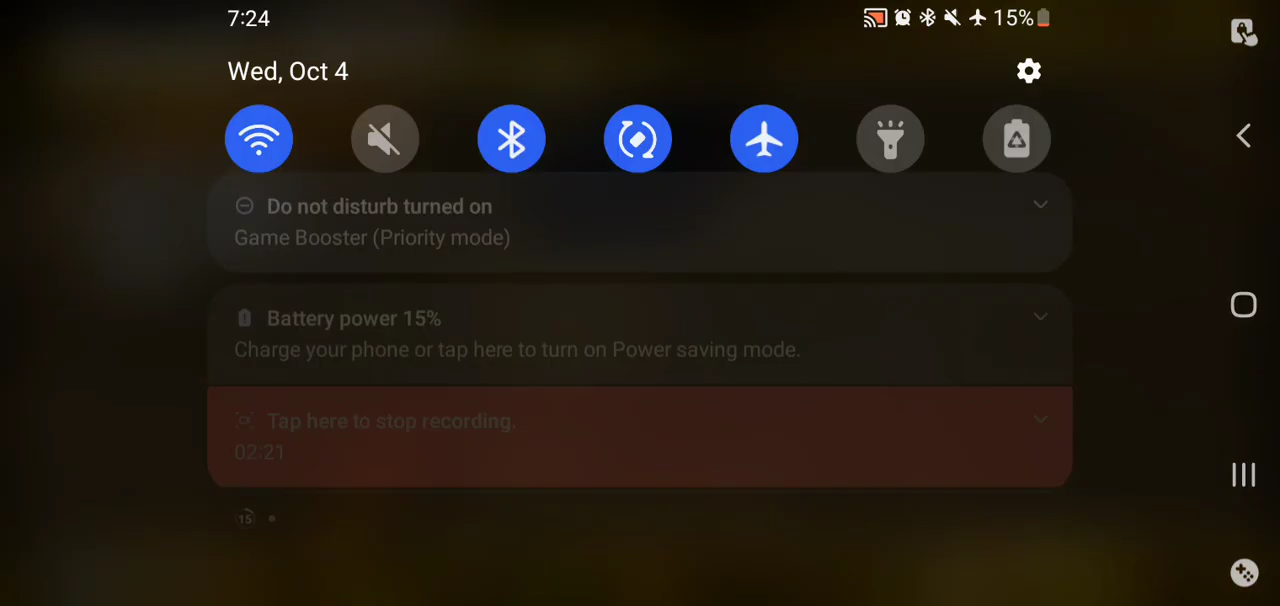 7:24
15%
Wed, Oct 4
Do not disturb turned on
Game Booster (Priority mode)
Battery power 15%
Charge your phone or tap here to turn on Power saving mode.
Tap here to stop recording.
02:21
15